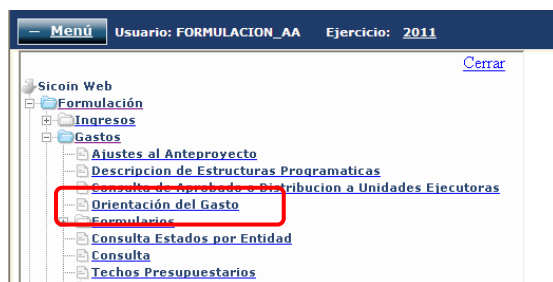 – Menú Usuario: FORMULACION_AA Ejercicio: 2011
Cerrar
Sicoin Web
Formulación
Ingresos
Gastos
Ajustes al Anteproyecto
Descripcion de Estructuras Programaticas
Consulta de Aprobado o Distribucion a Unidades Ejecutoras
Orientación del Gasto
Formularios
Consulta Estados por Entidad
Consulta
Techos Presupuestarios